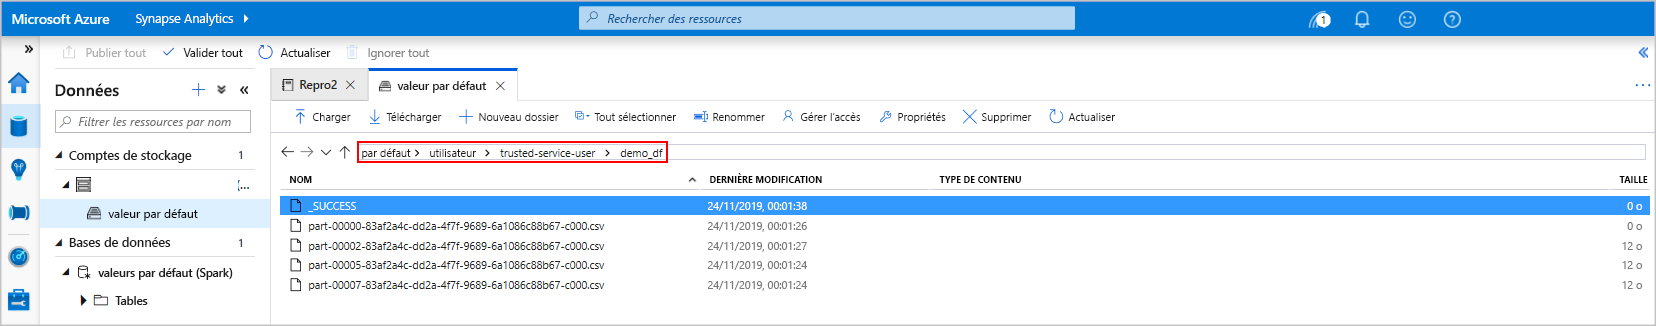 Microsoft Azure Synapse Analytics Rechercher des ressources 1
Publier tout Valider tout Actualiser Ignorer tout
Données
Filtrer les ressources par nom
Comptes de stockage 1
[...
valeur par défaut
Bases de données 1
valeurs par défaut (Spark)
Tables
Repro2 valeur par défaut
Charger Télécharger Nouveau dossier Tout sélectionner Renommer Gérer l'accès Propriétés Supprimer Actualiser
par défaut utilisateur trusted-service-user demo_df
NOM DERNIÈRE MODIFICATION TYPE DE CONTENU TAILLE
_SUCCESS 24/11/2019, 00:01:38 0 o
part-00000-83af2a4c-dd2a-4f7f-9689-6a1086c88b67-c000.csv 24/11/2019, 00:01:26 0 o
part-00002-83af2a4c-dd2a-4f7f-9689-6a1086c88b67-c000.csv 24/11/2019, 00:01:27 12 o
part-00005-83af2a4c-dd2a-4f7f-9689-6a1086c88b67-c000.csv 24/11/2019, 00:01:24 12 o
part-00007-83af2a4c-dd2a-4f7f-9689-6a1086c88b67-c000.csv 24/11/2019, 00:01:24 12 o